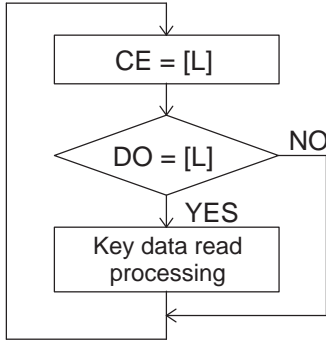 CE = [L]
DO = [L]
NO
YES
Key data read
processing